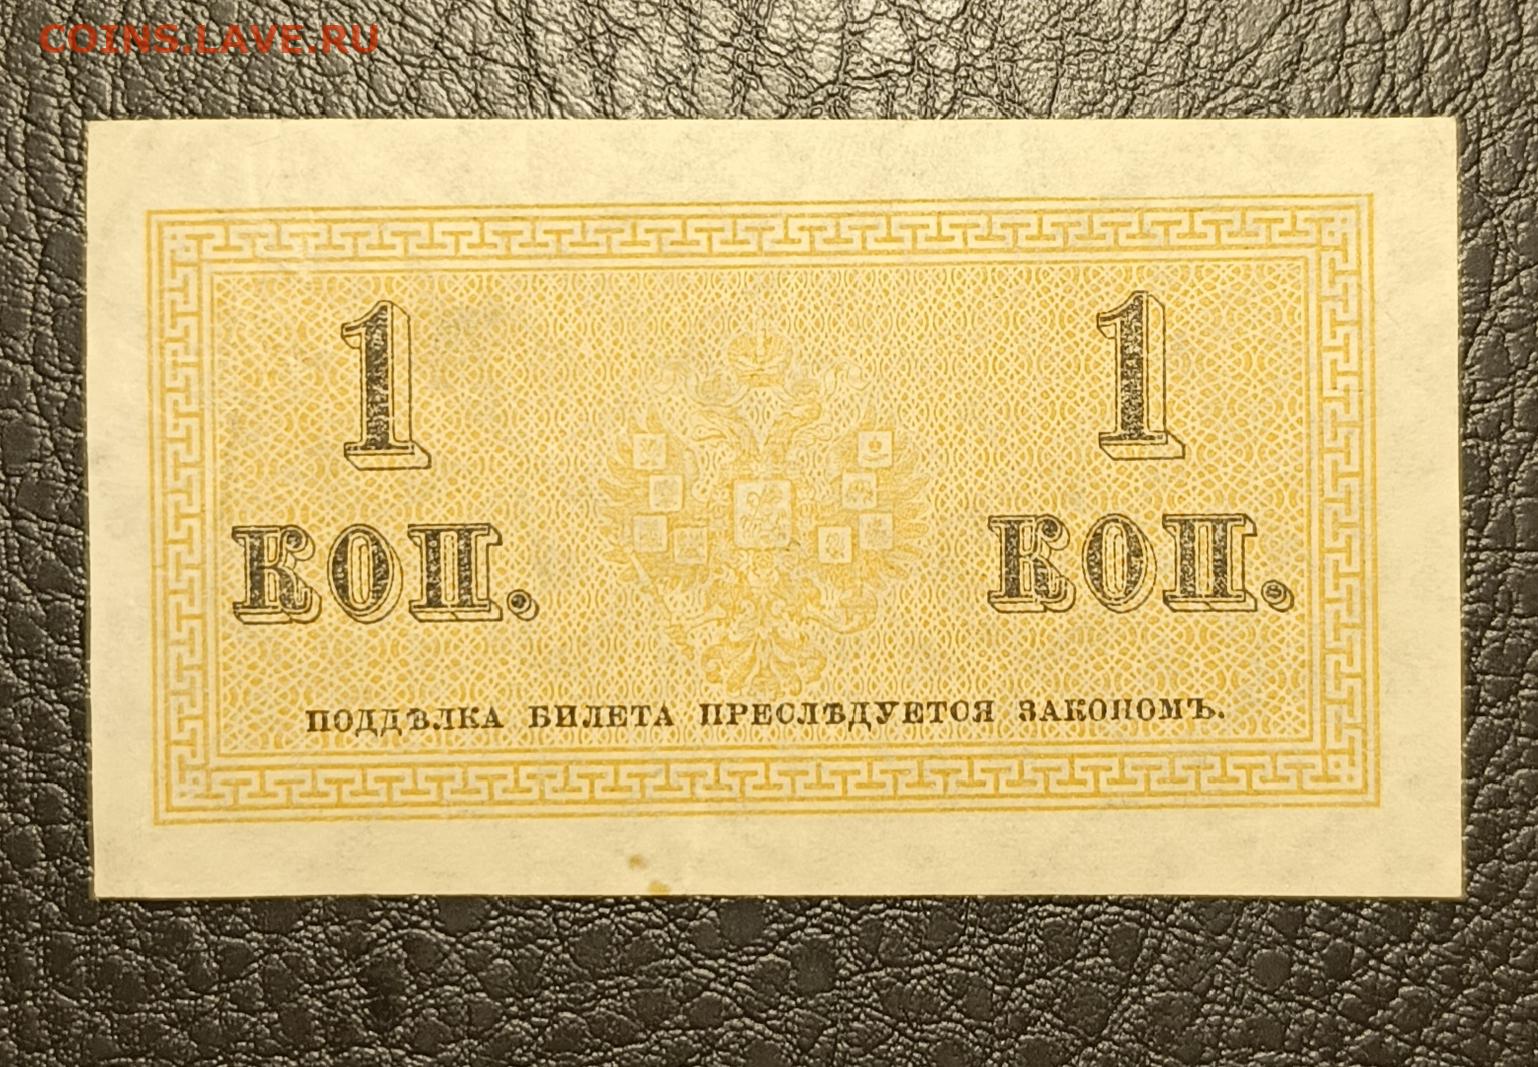 COINS.LAVE.RU
1 1
КОП. КОП.
ПОДДѢЛКА БИЛЕТА ПРЕСЛѢДУЕТСЯ ЗАКОНОМЪ.